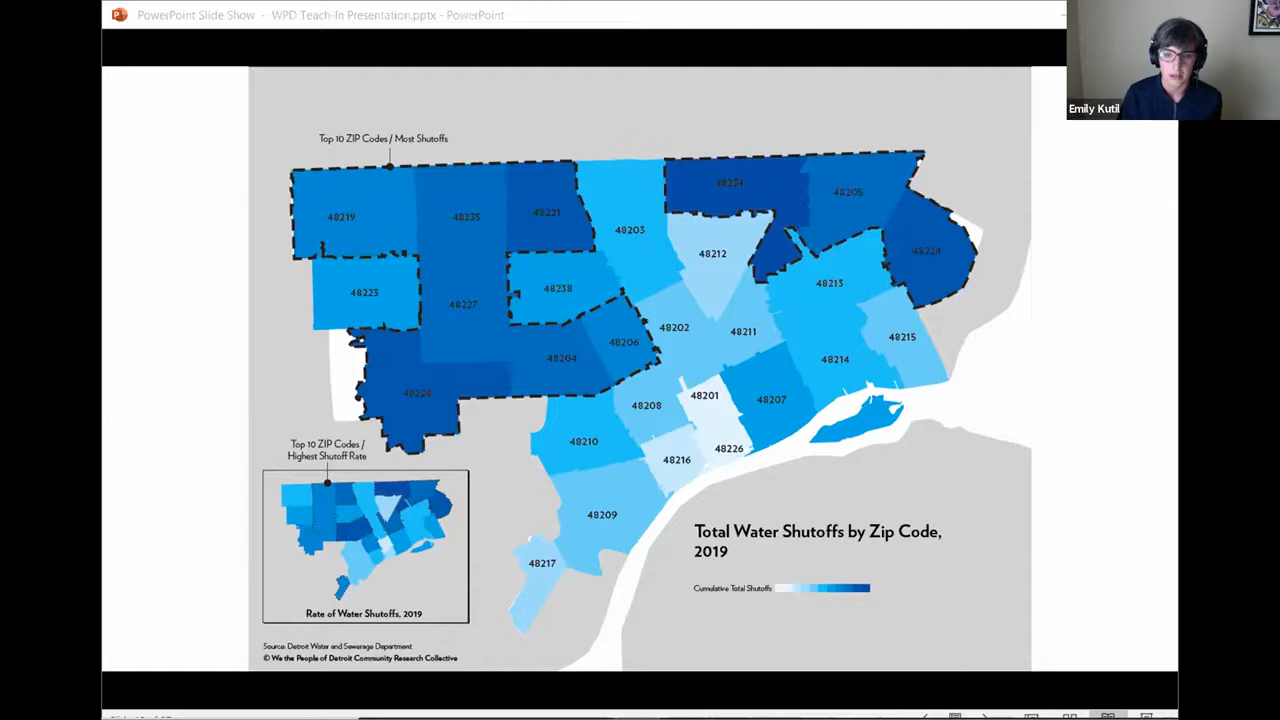 PowerPoint Slide Show - WPD Teach-In Presentation.pptx - PowerPoint
Emily Kutil
Top 10 ZIP Codes / Most Shutoffs
48219
48235
48221
48203
48234
48205
48212
48224
48223
48227
48238
48213
48202
48211
48215
48206
48204
48214
48228
48201
48207
48208
48210
48226
48216
48209
48217
Top 10 ZIP Codes /
Highest Shutoff Rate
Rate of Water Shutoffs, 2019
Total Water Shutoffs by Zip Code,
2019
Cumulative Total Shutoffs
Source: Detroit Water and Sewerage Department
© We the People of Detroit Community Research Collective